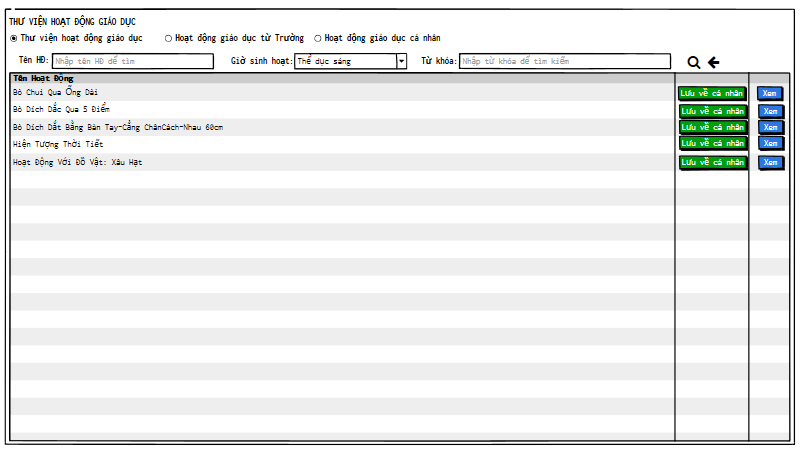 THƯ VIỆN HOẠT ĐỘNG GIÁO DỤC
Thư viện hoạt động giáo dục Hoạt động giáo dục từ Trường Hoạt động giáo dục cá nhân
Tên HĐ: Nhập tên HĐ để tìm Giờ sinh hoạt: Thể dục sáng Từ khóa: Nhập từ khóa để tìm kiếm
Tên Hoạt Động
Bò Chui Qua Ống Dài Lưu về cá nhân Xem
Bò Dích Dắc Qua 5 Điểm Lưu về cá nhân Xem
Bò Dích Dắt Bằng Bàn Tay-Cẳng ChânCách-Nhau 60cm Lưu về cá nhân Xem
Hiện Tượng Thời Tiết Lưu về cá nhân Xem
Hoạt Động Với Đồ Vật: Xâu Hạt Lưu về cá nhân Xem